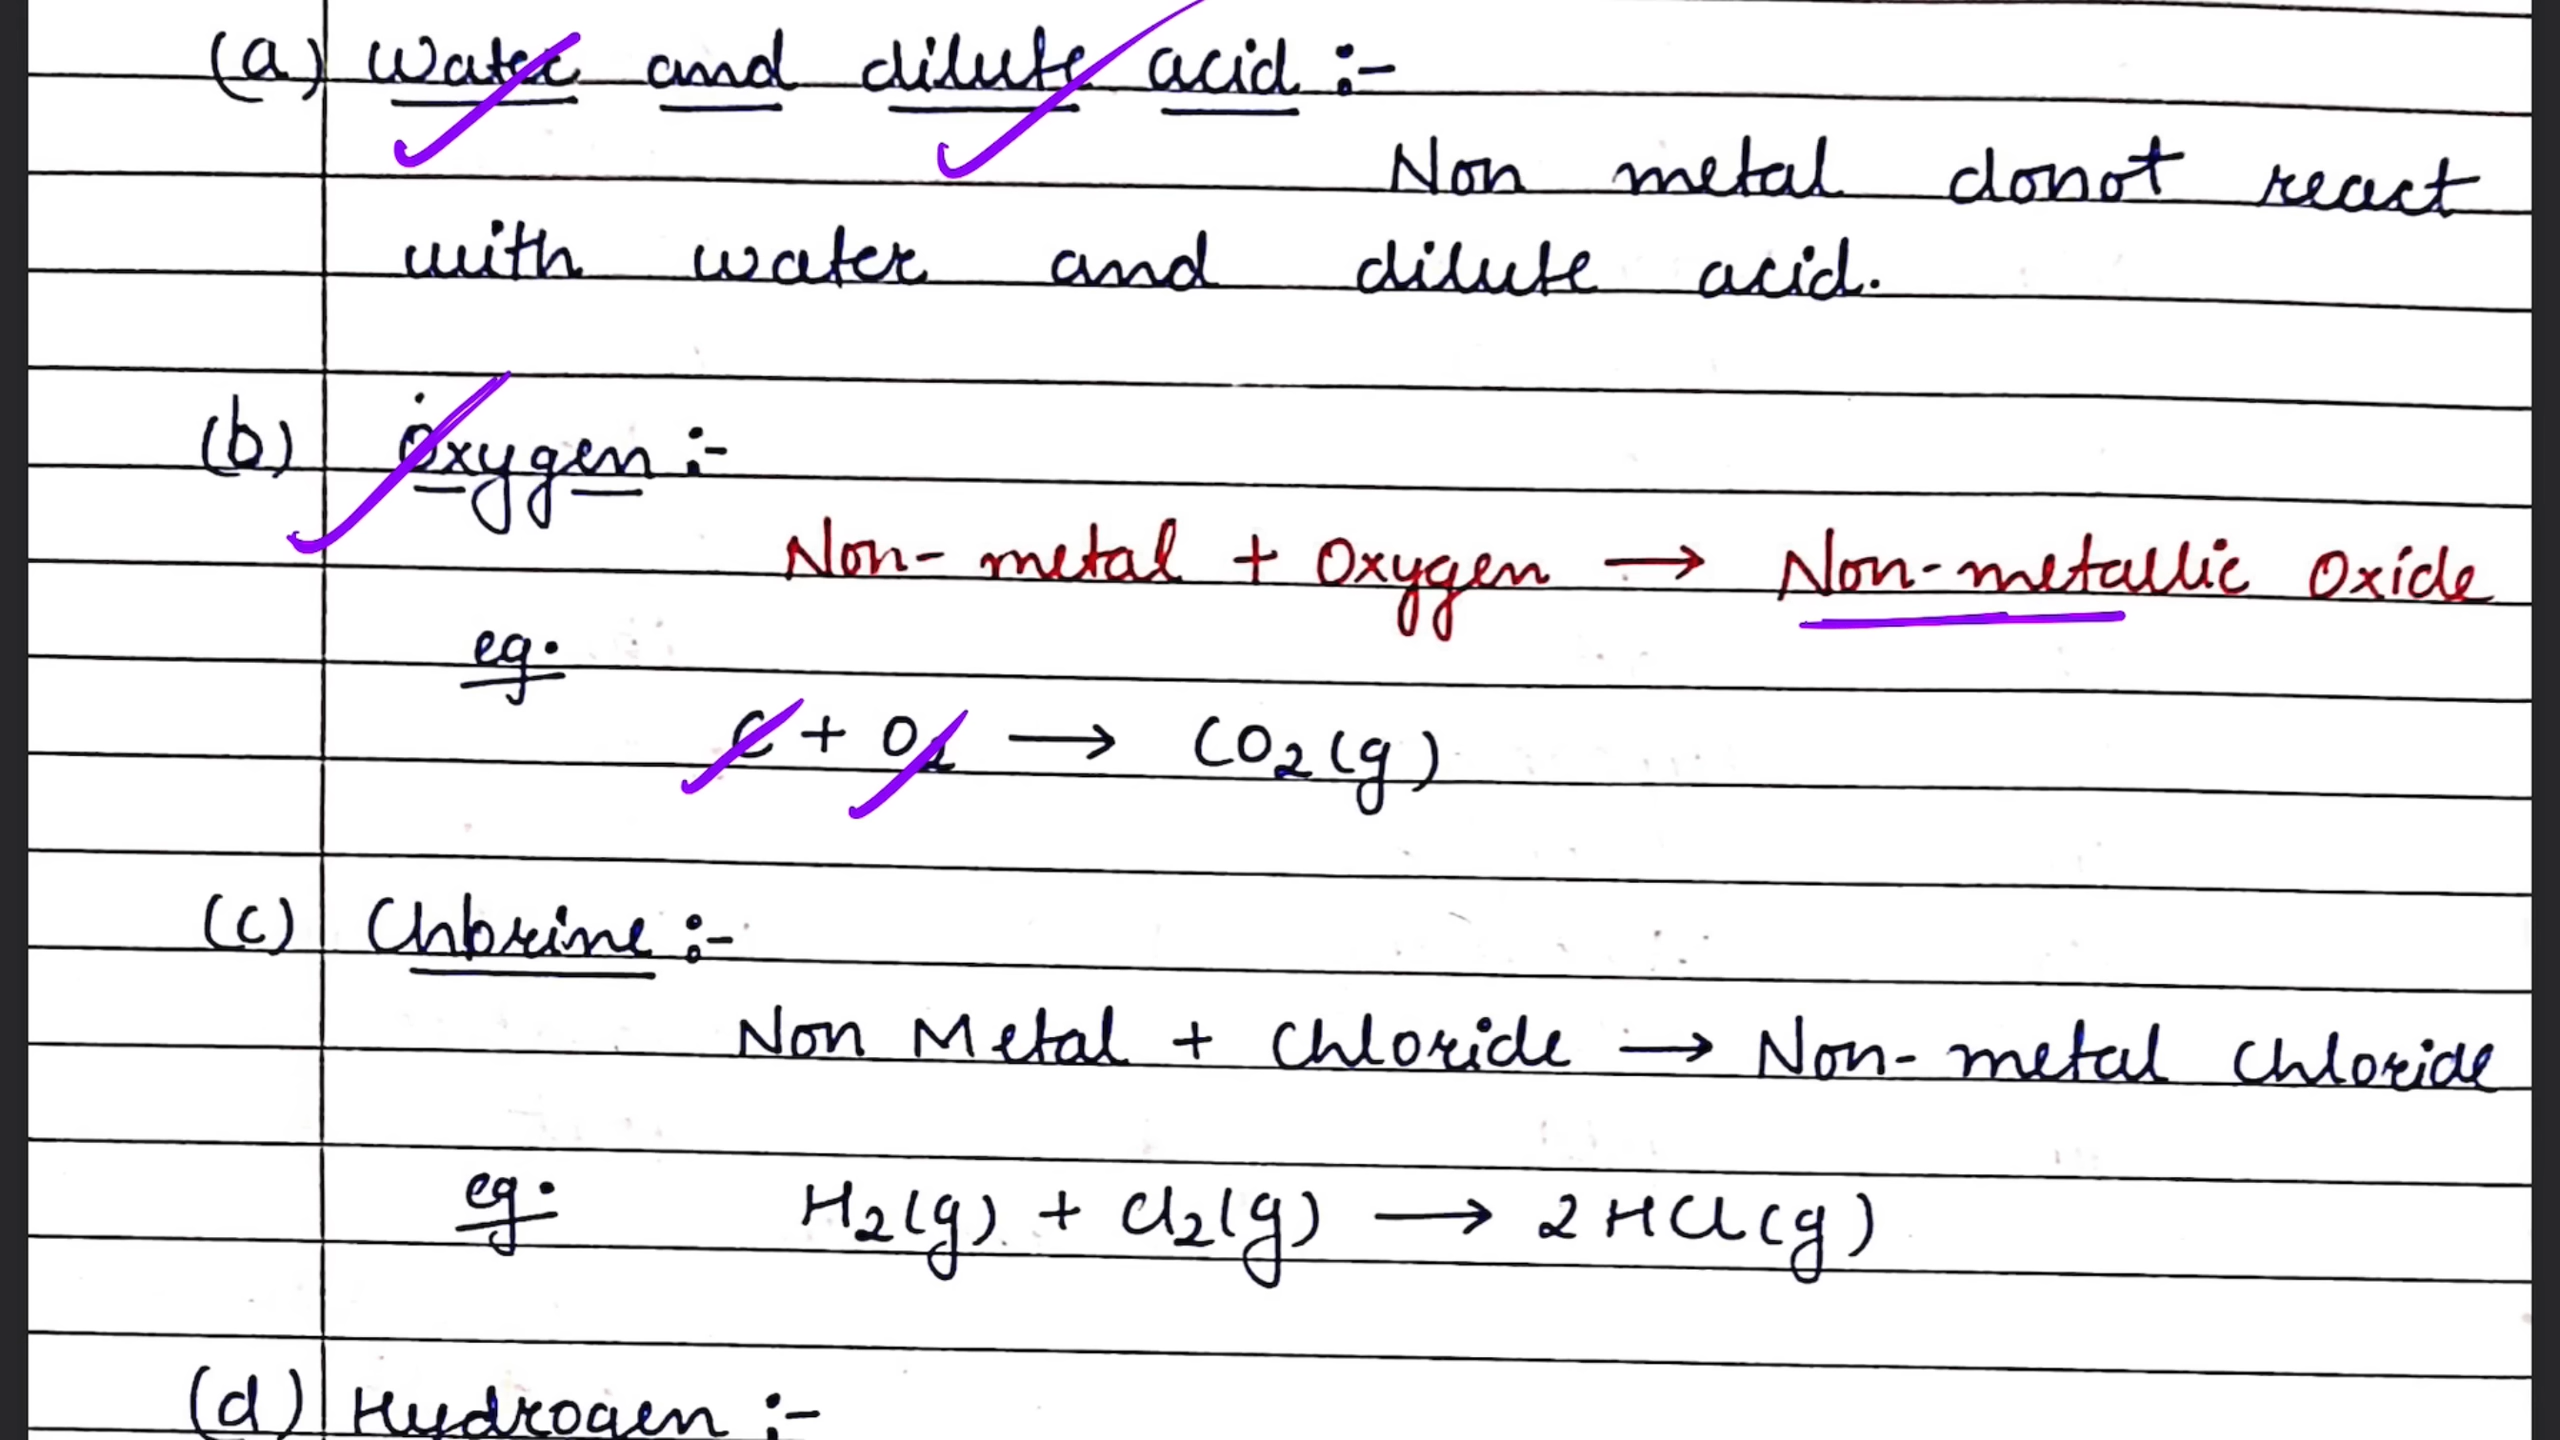 (a) Water and dilute acid :-
Non metal donot react
with water and dilute acid.
(b) Oxygen :-
Non-metal + Oxygen → Non-metallic Oxide
eg.
C + O2 → CO2(g)
(c) Chlorine :-
Non Metal + Chloride → Non-metal Chloride
eg. H2(g) + Cl2(g) → 2HCl(g)
(d) Hydrogen :-